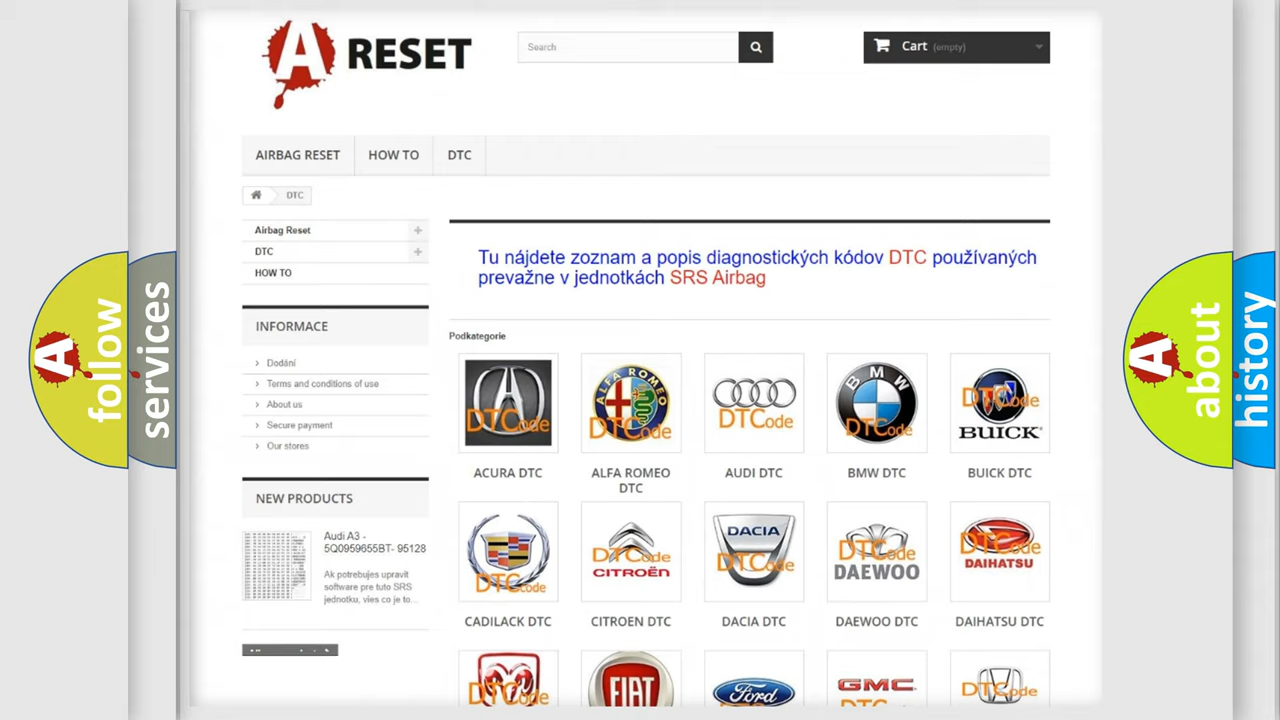 A RESET
Search
Cart (empty)
AIRBAG RESET
HOW TO
DTC
DTC
Airbag Reset
DTC
HOW TO
Tu nájdete zoznam a popis diagnostických kódov DTC používaných
prevažne v jednotkách SRS Airbag
INFORMACE
Dodání
Terms and conditions of use
About us
Secure payment
Our stores
NEW PRODUCTS
Audi A3 -
5Q0959655BT- 95128
Ak potrebujes upravit
software pre tuto SRS
jednotku, vies co je to...
Podkategorie
DTCode
ALFA ROMEO
DTCode
DTCode
BMW
DTCode
DTCode
BUICK
ACURA DTC
ALFA ROMEO
DTC
AUDI DTC
BMW DTC
BUICK DTC
DTCode
DTCode
CITROËN
DACIA
DTCode
DTCode
DAEWOO
DTCode
DAIHATSU
CADILACK DTC
CITROEN DTC
DACIA DTC
DAEWOO DTC
DAIHATSU DTC
DTCode
FIAT
Ford
GMC
DTCode
A follow
services
A about
history